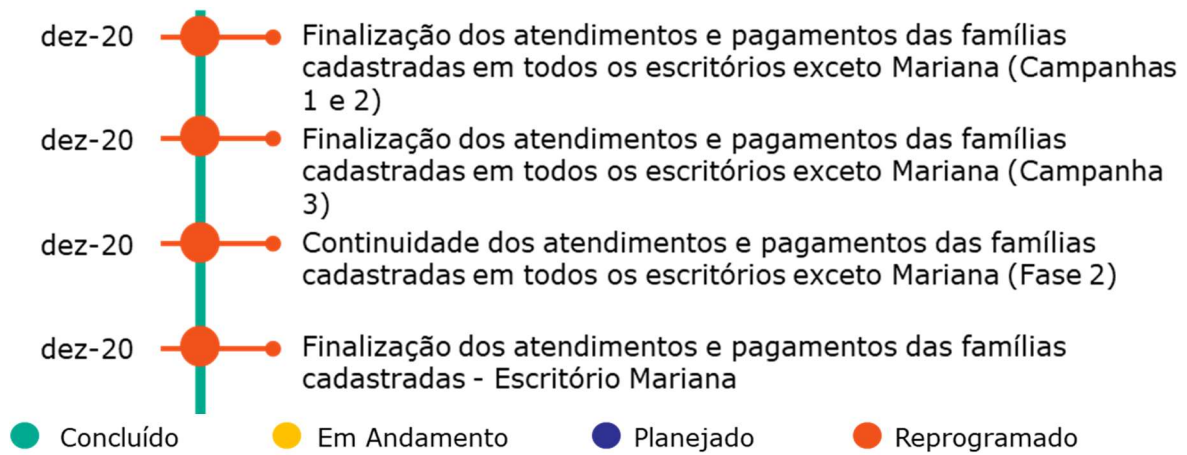 dez-20
Finalização dos atendimentos e pagamentos das famílias
cadastradas em todos os escritórios exceto Mariana (Campanhas
1 e 2)
dez-20
Finalização dos atendimentos e pagamentos das famílias
cadastradas em todos os escritórios exceto Mariana (Campanha
3)
dez-20
Continuidade dos atendimentos e pagamentos das famílias
cadastradas em todos os escritórios exceto Mariana (Fase 2)
dez-20
Finalização dos atendimentos e pagamentos das famílias
cadastradas - Escritório Mariana
Concluído
Em Andamento
Planejado
Reprogramado